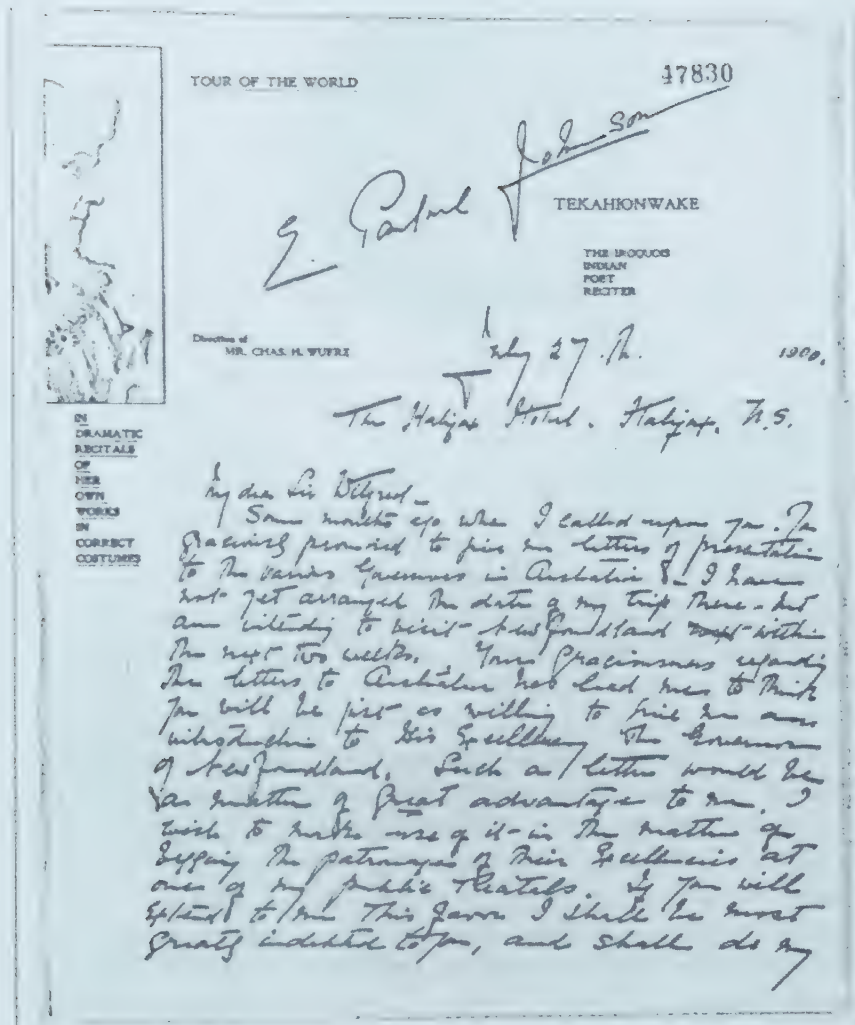 TOUR OF THE WORLD
47830
E. Pauline Johnson
TEKAHIONWAKE
THE IROQUOIS
INDIAN
POET
RECITER
Direction of
MR. CHAS. H. WUERZ
July 27.th. 1900.
The Halifax Hotel. Halifax, N.S.
IN
DRAMATIC
RECITALS
OF
HER
OWN
WORKS
IN
CORRECT
COSTUMES
My dear Sir Wilfred –
Some months ago when I called upon you. You
graciously promised to give me letters of presentation
to the various Governors in Australia & – I have
not yet arranged the date of my trip there – but
am intending to visit Newfoundland within
the next two weeks. Your graciousness regarding
the letters to Australia has lead me to think
you will be just as willing to give me an
introduction to His Excellency the Governor
of Newfoundland. Such a letter would be
a matter of great advantage to me. I
wish to make use of it – in the matter of
begging the patronage of their Excellencies at
one of my public recitals. If you will
extend to me this favor I shall be most
greatly indebted to you, and shall do my